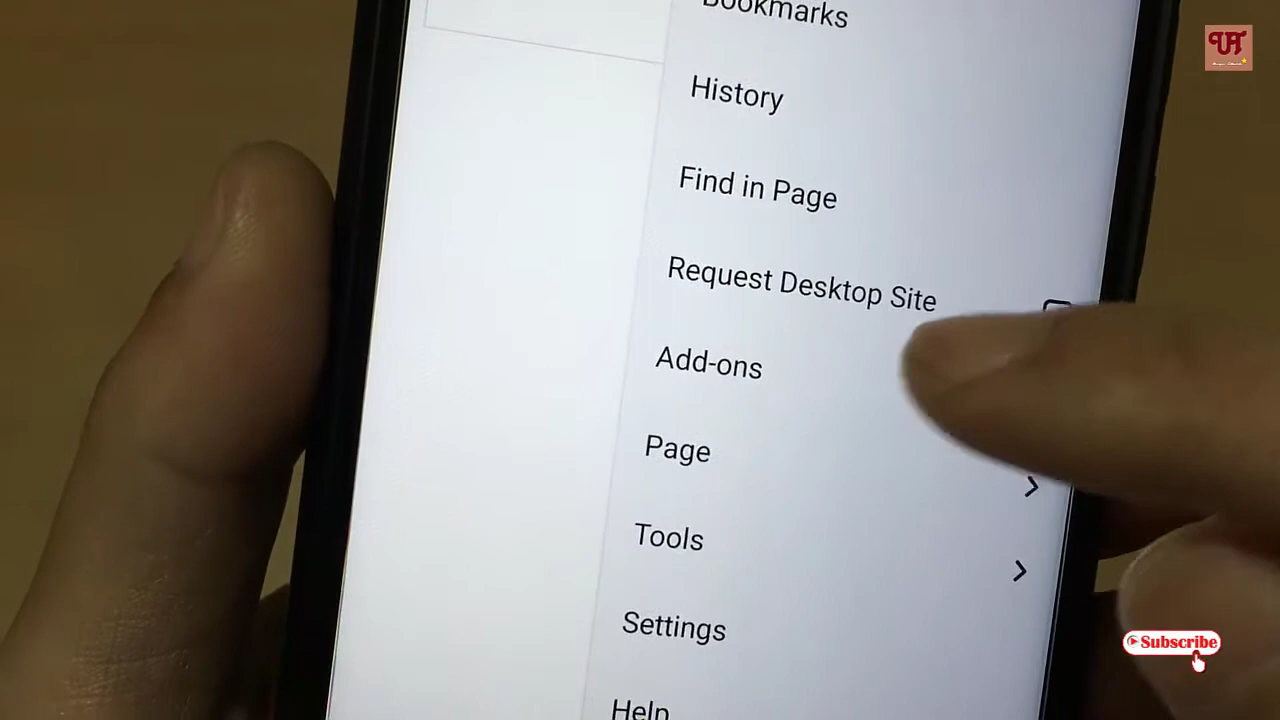 Bookmarks
History
Find in Page
Request Desktop Site
Add-ons
Page
Tools
Settings
Help
Subscribe